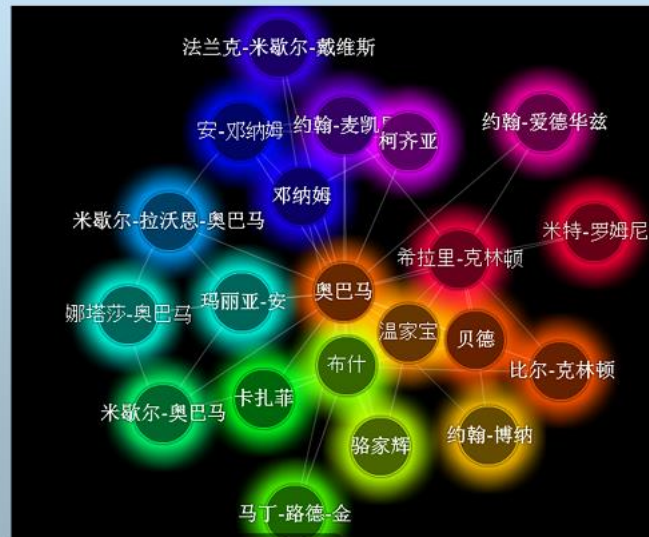 法兰克-米歇尔-戴维斯
约翰-爱德华兹
安-邓纳姆
约翰-麦凯
柯齐亚
邓纳姆
米歇尔-拉沃恩-奥巴马
米特-罗姆尼
希拉里-克林顿
奥巴马
玛丽亚-安
娜塔莎-奥巴马
温家宝
贝德
布什
比尔-克林顿
卡扎菲
米歇尔-奥巴马
约翰-博纳
骆家辉
马丁-路德-金